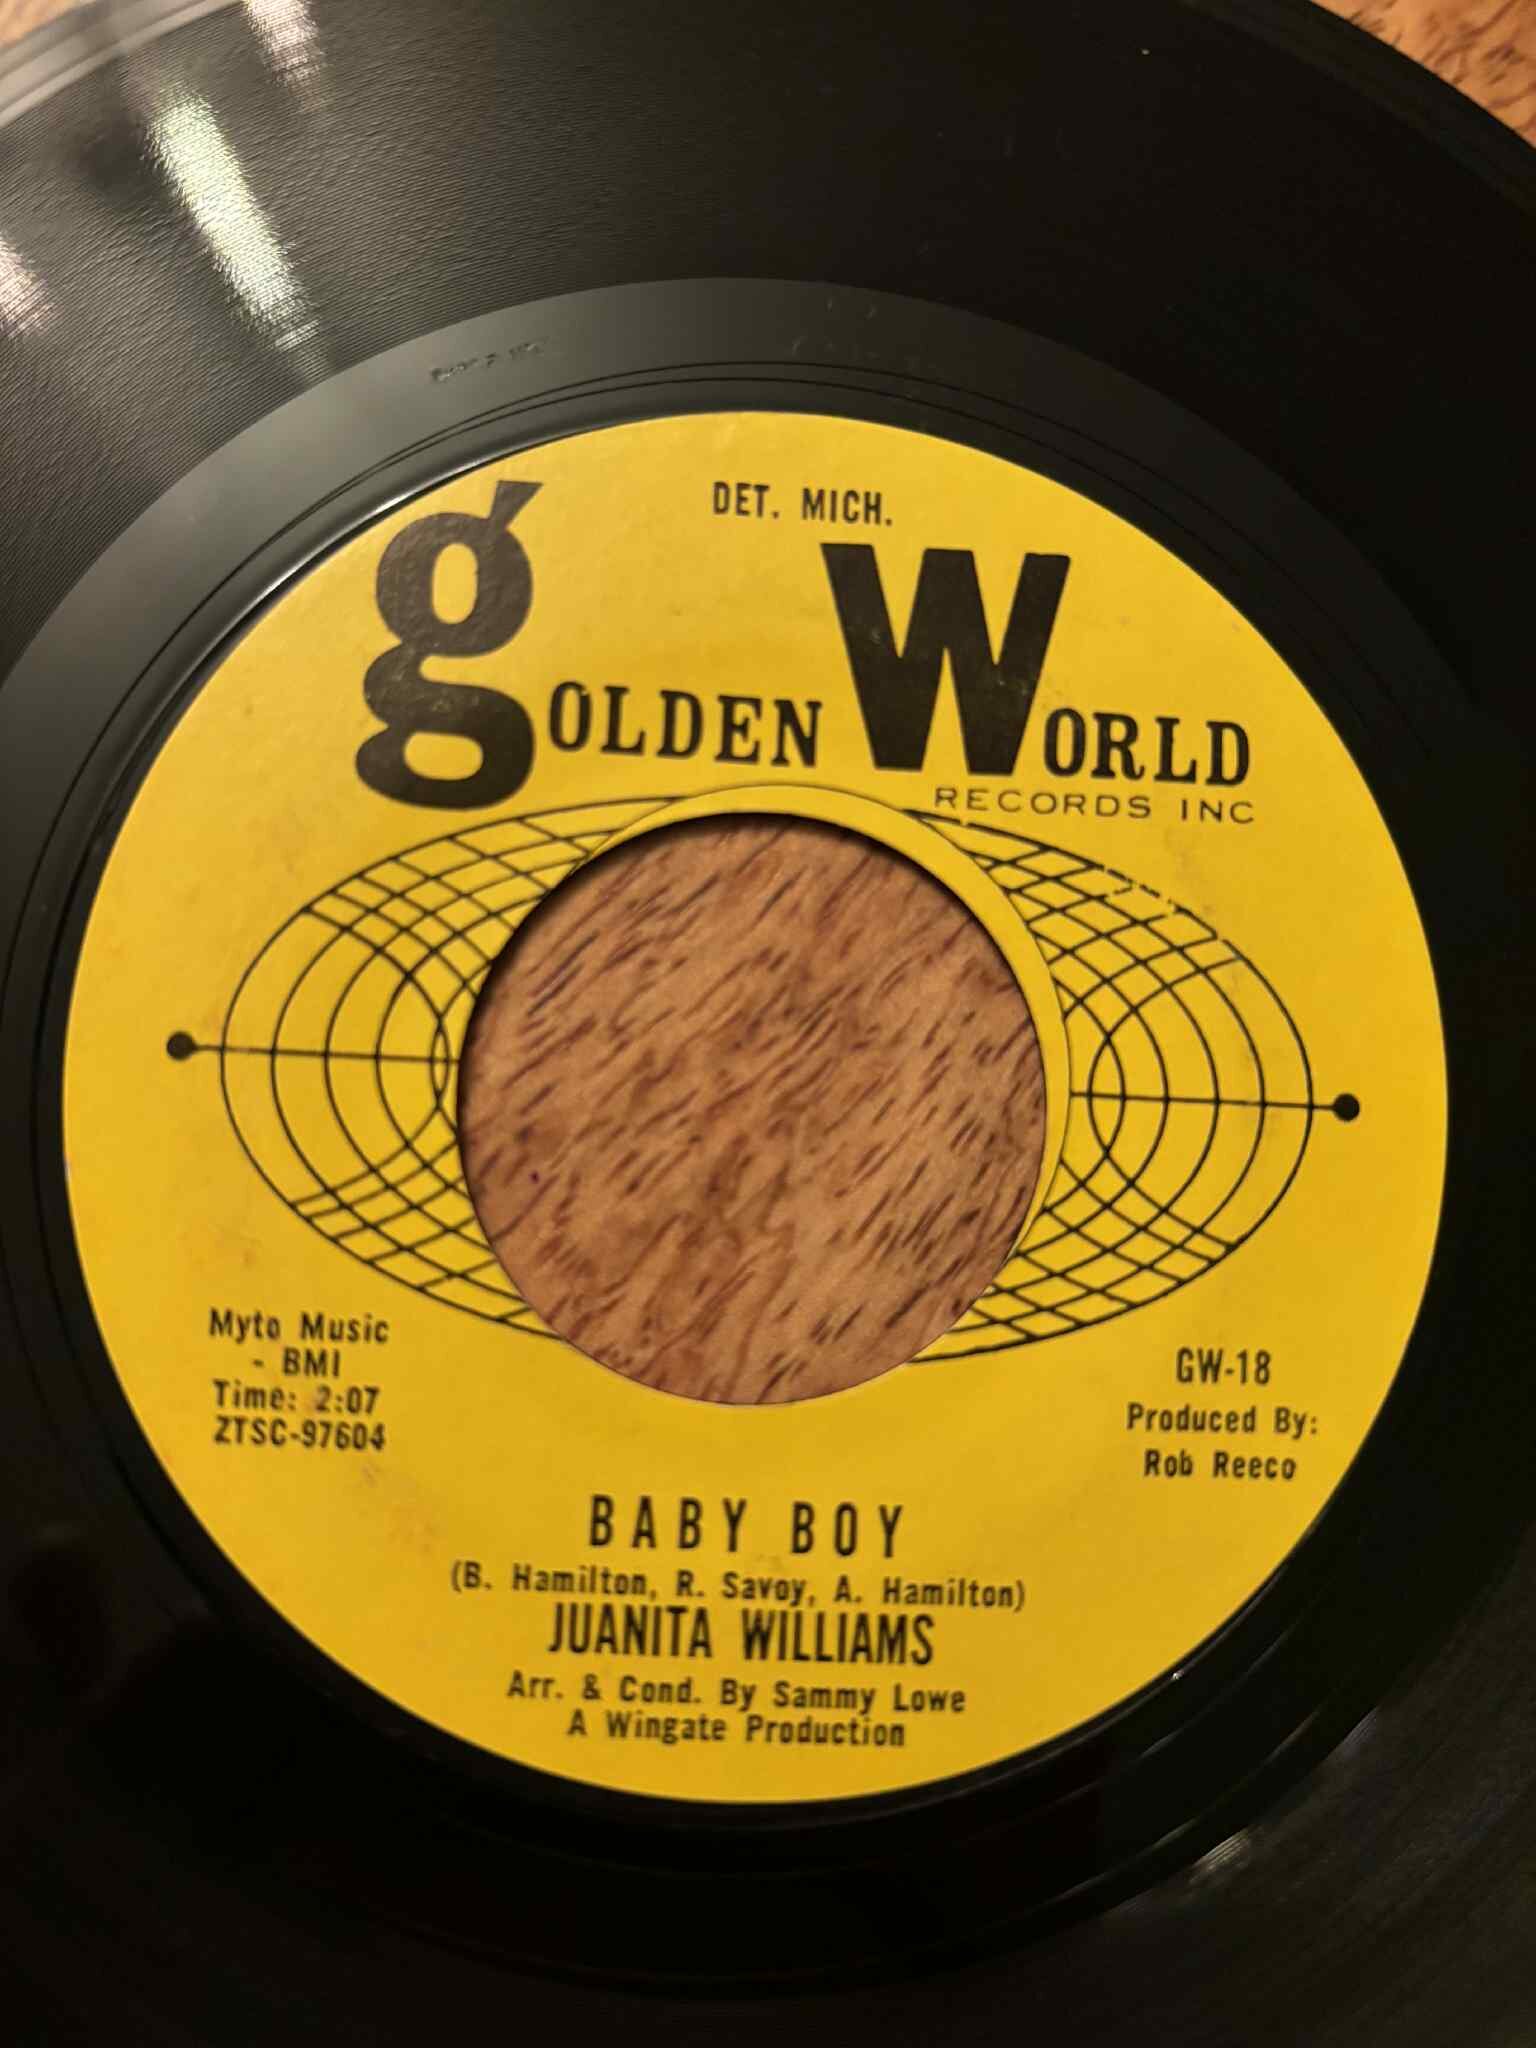 DET. MICH.
gOLDEN WORLD
RECORDS INC
Myto Music
- BMI
Time: 2:07
ZTSC-97604
GW-18
Produced By:
Rob Reeco
BABY BOY
(B. Hamilton, R. Savoy, A. Hamilton)
JUANITA WILLIAMS
Arr. & Cond. By Sammy Lowe
A Wingate Production